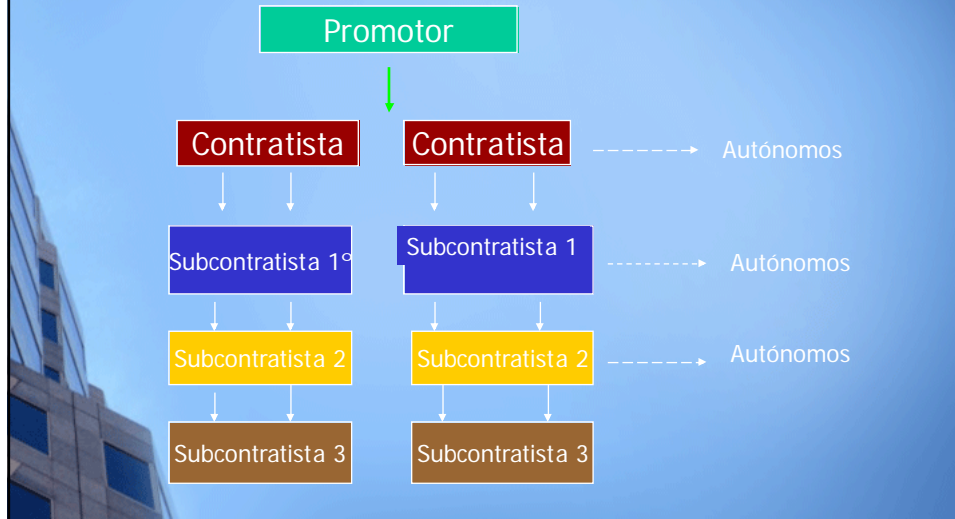 Promotor
Contratista
Contratista
Autónomos
Subcontratista 1º
Subcontratista 1
Autónomos
Subcontratista 2
Subcontratista 2
Autónomos
Subcontratista 3
Subcontratista 3